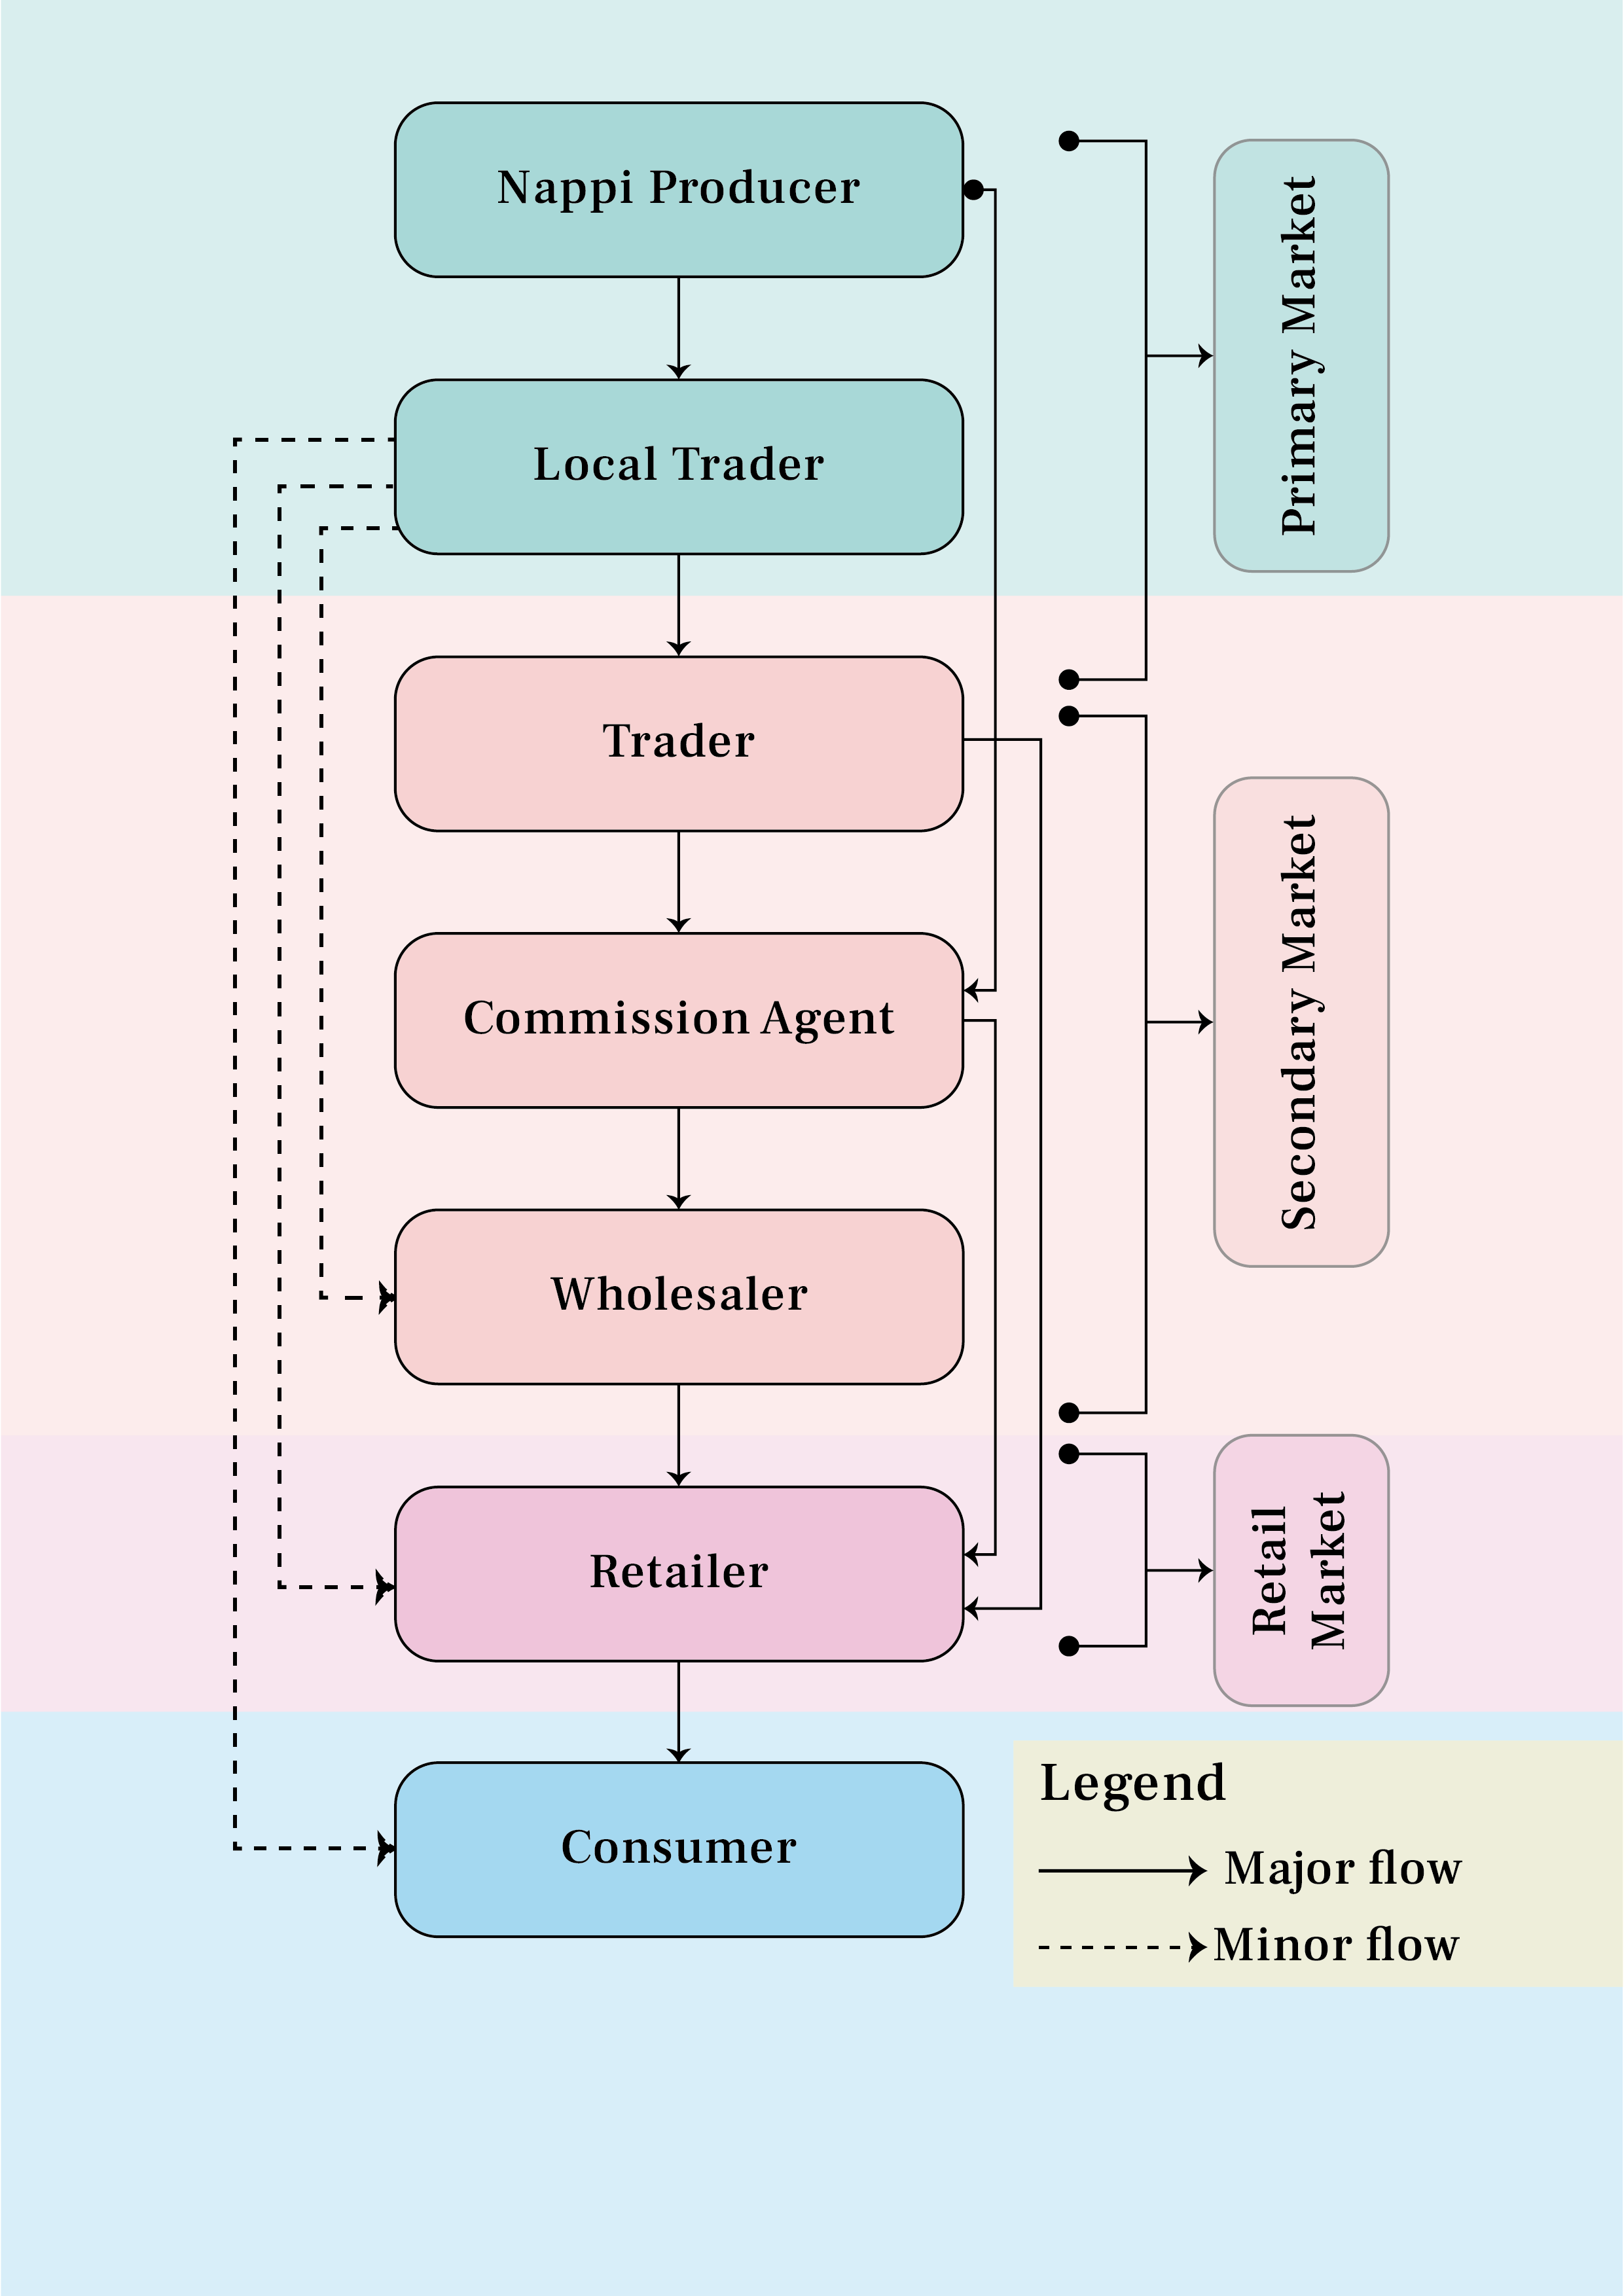 Nappi Producer
Local Trader
Trader
Commission Agent
Wholesaler
Retailer
Consumer
Primary Market
Secondary Market
Retail
Market
Legend
Major flow
Minor flow